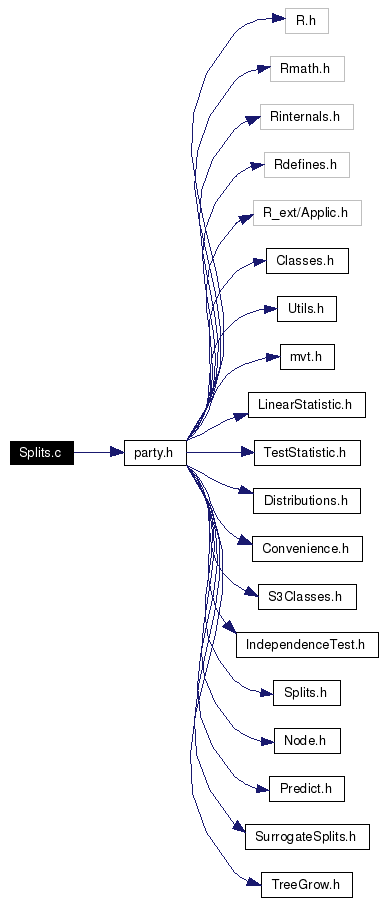 R.h
Rmath.h
Rinternals.h
Rdefines.h
R_ext/Applic.h
Classes.h
Utils.h
mvt.h
LinearStatistic.h
Splits.c
party.h
TestStatistic.h
Distributions.h
Convenience.h
S3Classes.h
IndependenceTest.h
Splits.h
Node.h
Predict.h
SurrogateSplits.h
TreeGrow.h